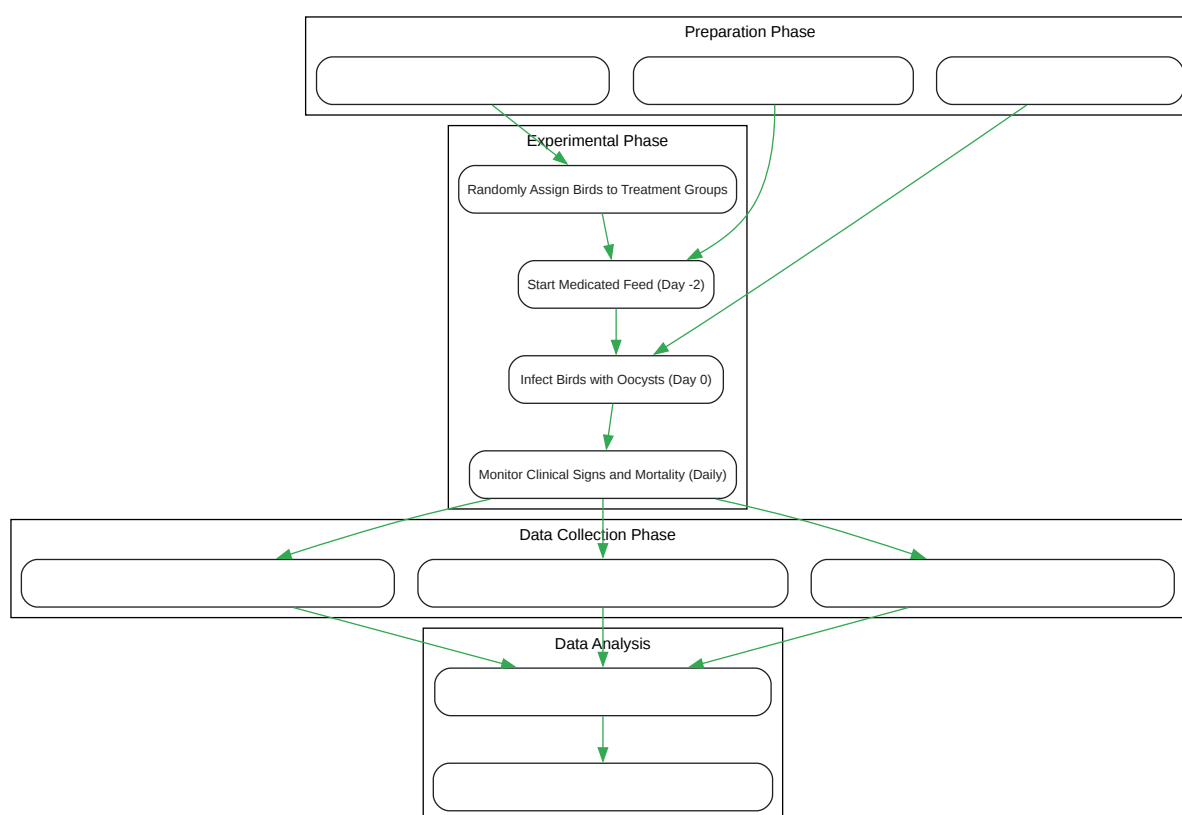 Preparation Phase
Experimental Phase
Randomly Assign Birds to Treatment Groups
Start Medicated Feed (Day -2)
Infect Birds with Oocysts (Day 0)
Monitor Clinical Signs and Mortality (Daily)
Data Collection Phase
Data Analysis